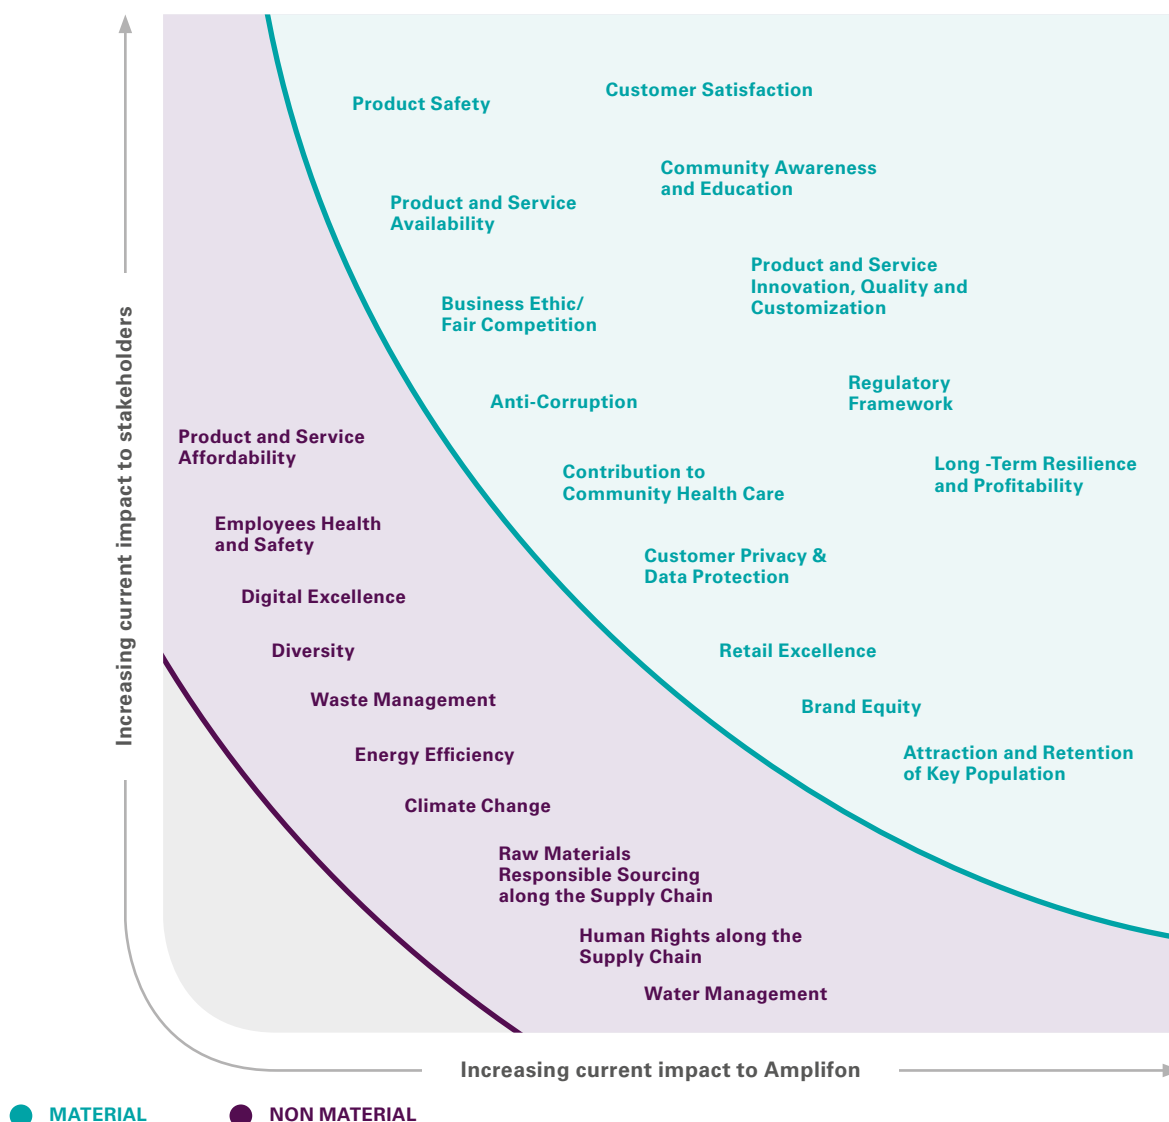 Customer Satisfaction
Product Safety
Community Awareness
and Education
Product and Service
Availability
Product and Service
Innovation, Quality and
Customization
Business Ethic/
Fair Competition
Regulatory
Framework
Anti-Corruption
Long -Term Resilience
and Profitability
Contribution to
Community Health Care
Customer Privacy &
Data Protection
Retail Excellence
Brand Equity
Attraction and Retention
of Key Population
Product and Service
Affordability
Employees Health
and Safety
Digital Excellence
Diversity
Waste Management
Energy Efficiency
Climate Change
Raw Materials
Responsible Sourcing
along the Supply Chain
Human Rights along the
Supply Chain
Water Management
Increasing current impact to stakeholders
Increasing current impact to Amplifon
MATERIAL
NON MATERIAL